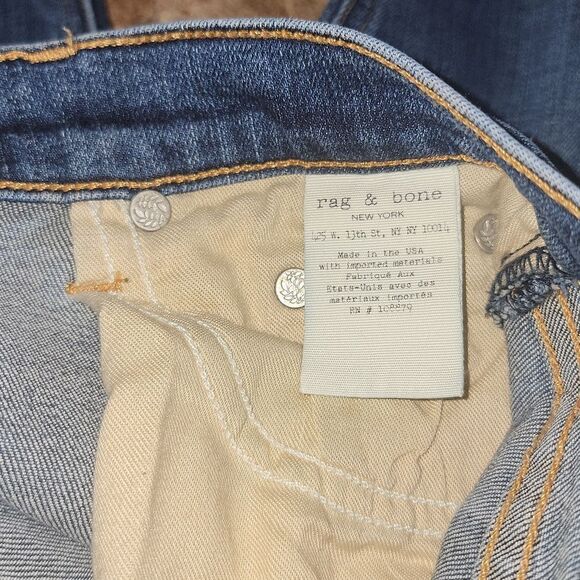 rag & bone
NEW YORK
425 W. 13th St, NY NY 10014
Made in the USA
with imported materials
Fabriqué Aux
Etats-Unis avec des
matériaux importés
RN # 108879